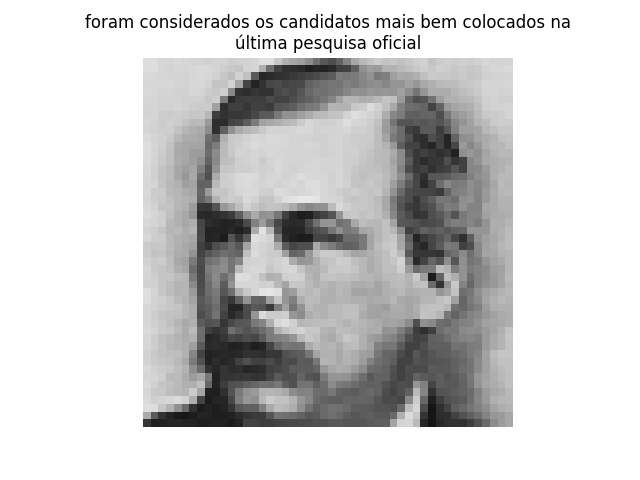 foram considerados os candidatos mais bem colocados na
última pesquisa oficial